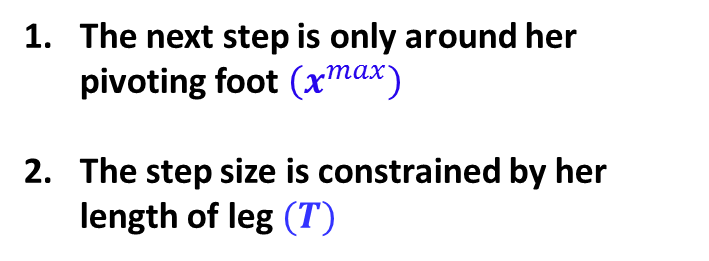 1. The next step is only around her
pivoting foot (x^max)
2. The step size is constrained by her
length of leg (T)